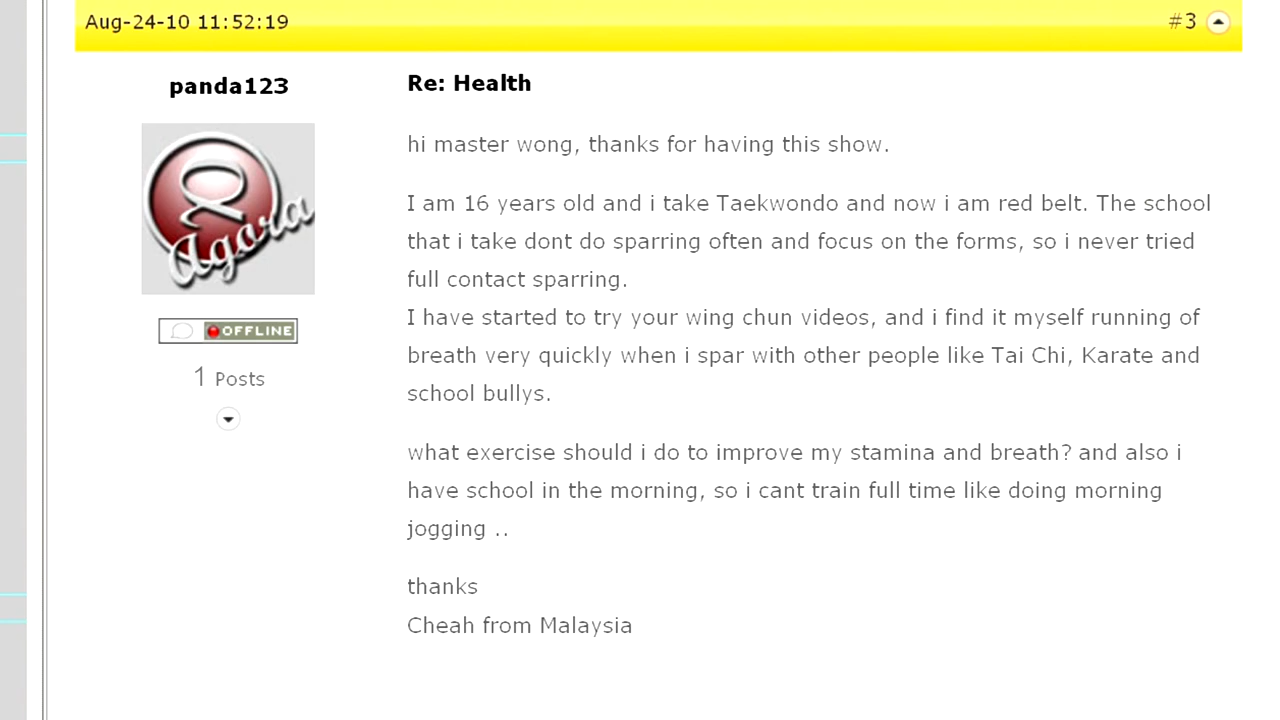 Aug-24-10 11:52:19 #3
panda123
Re: Health
Agora
hi master wong, thanks for having this show.
I am 16 years old and i take Taekwondo and now i am red belt. The school
that i take dont do sparring often and focus on the forms, so i never tried
full contact sparring.
I have started to try your wing chun videos, and i find it myself running of
breath very quickly when i spar with other people like Tai Chi, Karate and
school bullys.
OFFLINE
1 Posts
what exercise should i do to improve my stamina and breath? and also i
have school in the morning, so i cant train full time like doing morning
jogging ..
thanks
Cheah from Malaysia